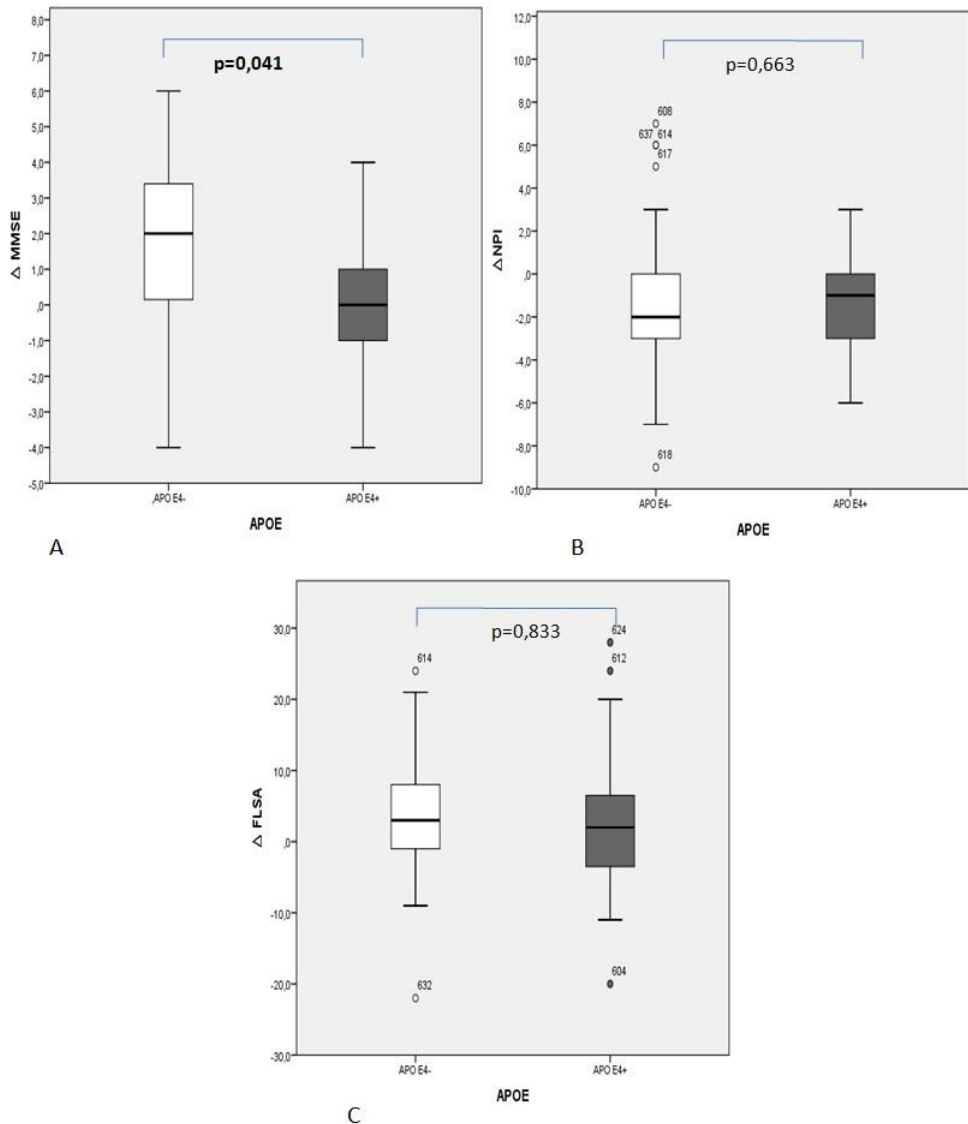 8,0
7,0
6,0
5,0
4,0
3,0
2,0
1,0
,0
-1,0
-2,0
-3,0
-4,0
-5,0
△ MMSE
p=0,041
,APO E4-
APO E4+
APOE
A
12,0
10,0
8,0
6,0
4,0
2,0
,0
-2,0
-4,0
-6,0
-8,0
-10,0
△NPI
p=0,663
608
637 614
617
618
APO E4-
APO E4+
APOE
B
30,0
20,0
10,0
,0
-10,0
-20,0
-30,0
△ FLSA
p=0,833
614
632
624
612
604
APO E4-
APO E4+
APOE
C